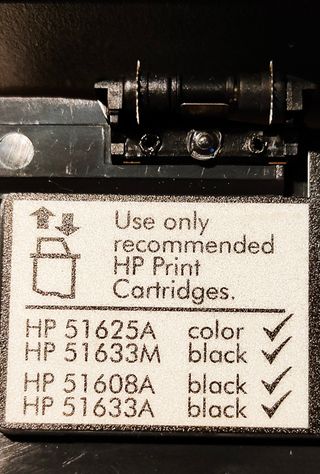 Use only
recommended
HP Print
Cartridges.
HP 51625A color ✓
HP 51633M black ✓
HP 51608A black ✓
HP 51633A black ✓